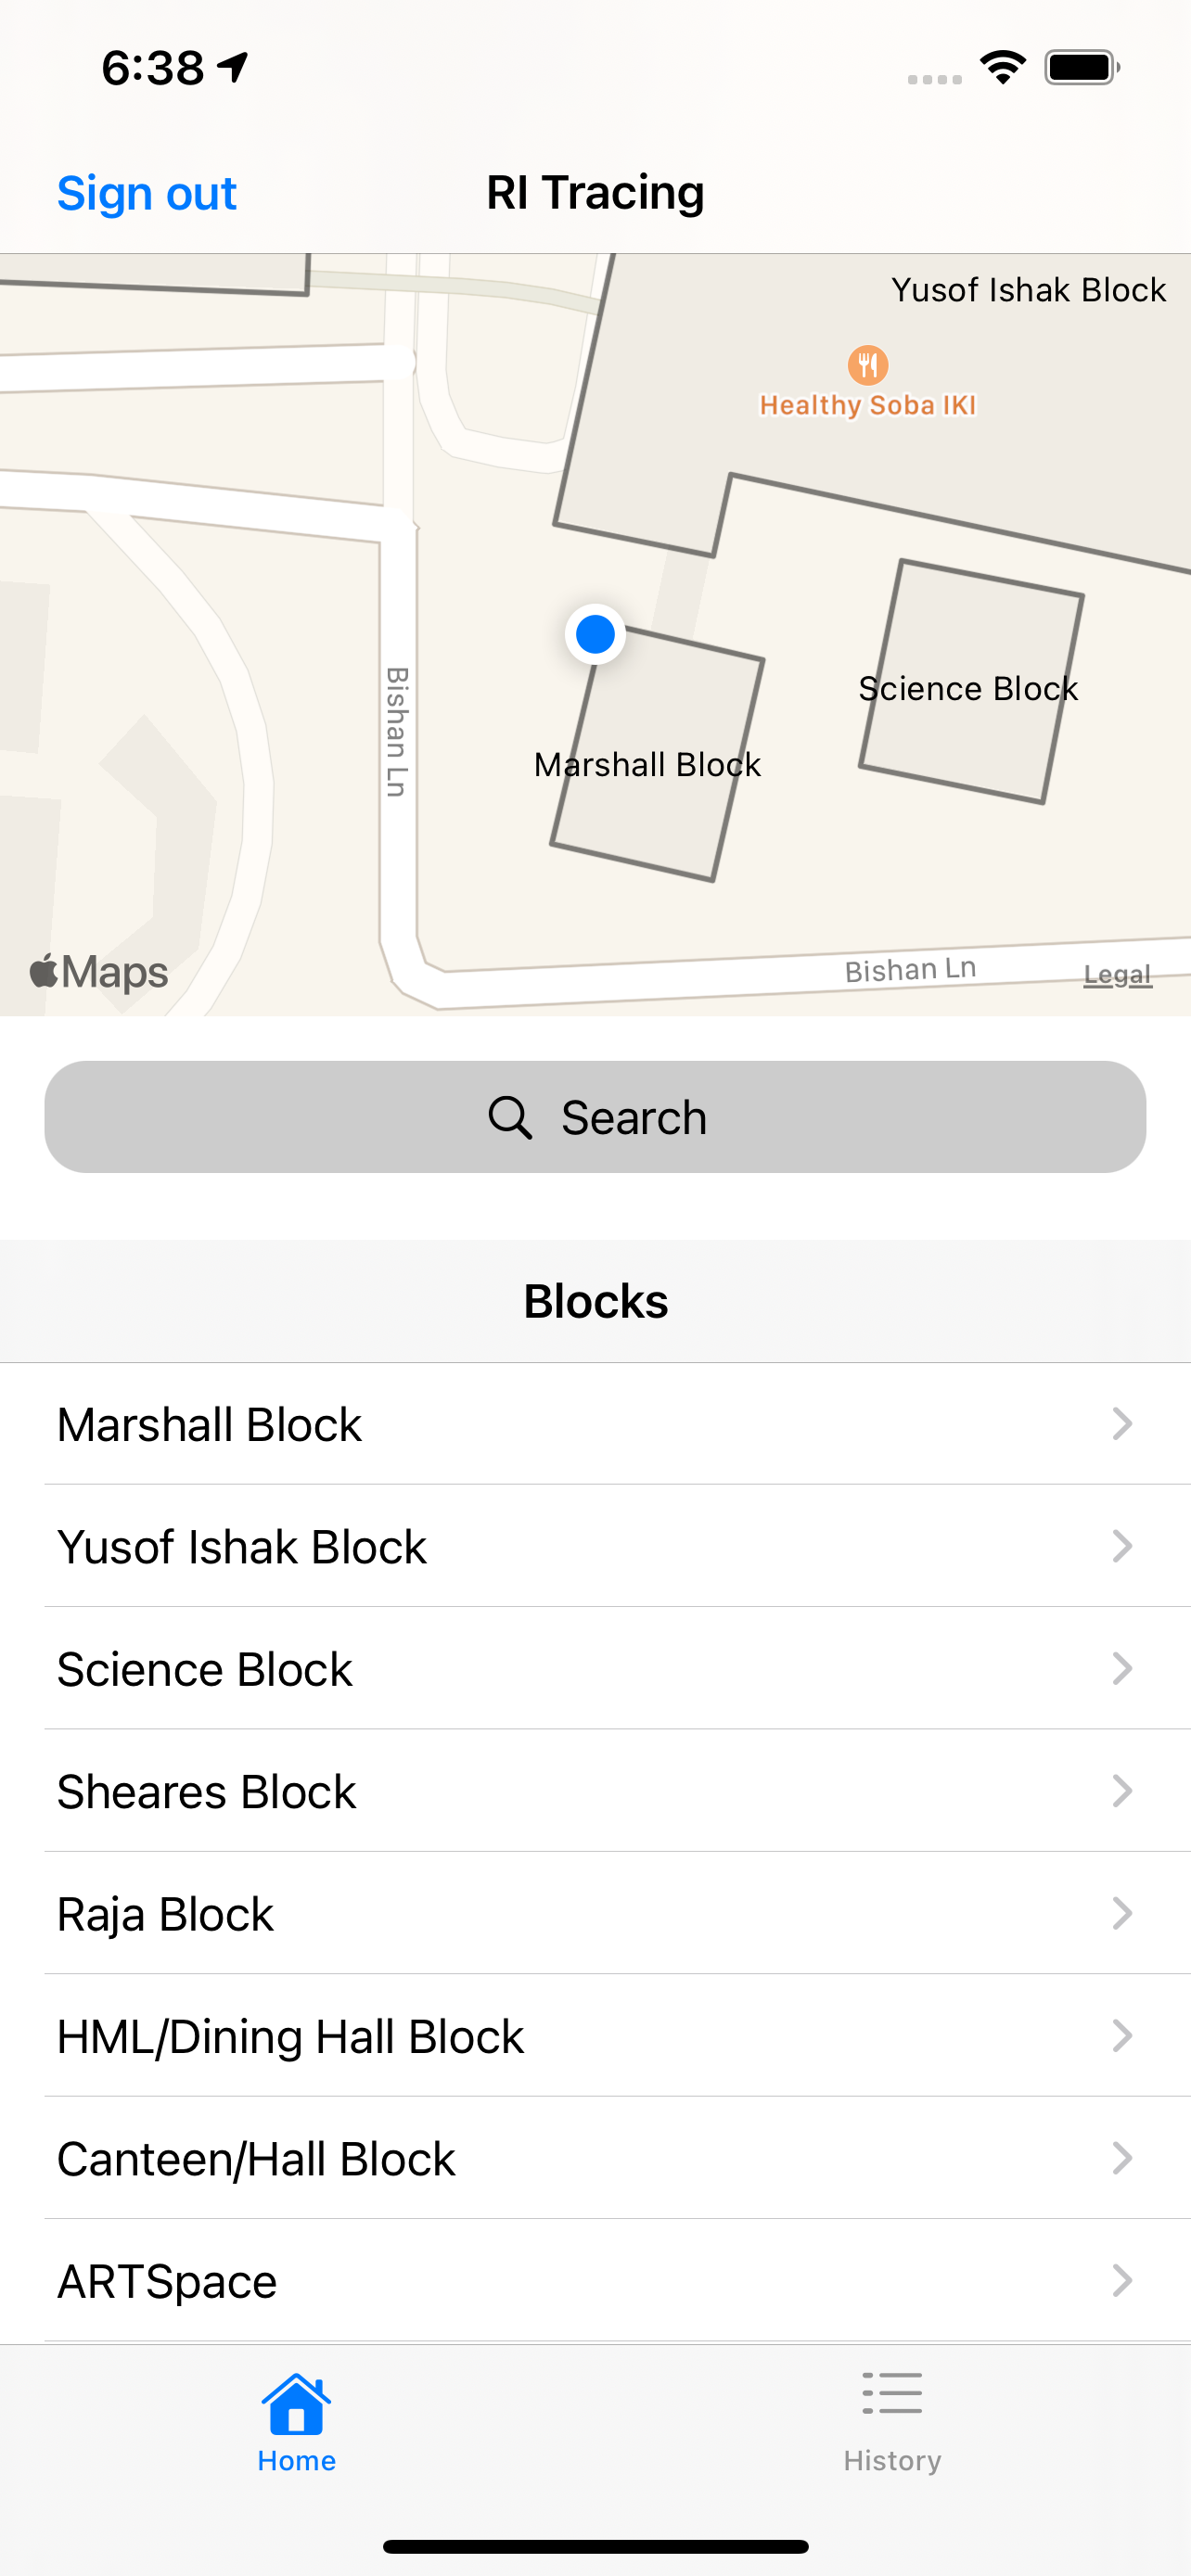 6:38
Sign out
RI Tracing
Yusof Ishak Block
Healthy Soba IKI
Science Block
Bishan Ln
Marshall Block
Maps
Bishan Ln
Legal
Search
Blocks
Marshall Block
Yusof Ishak Block
Science Block
Sheares Block
Raja Block
HML/Dining Hall Block
Canteen/Hall Block
ARTSpace
Home
History